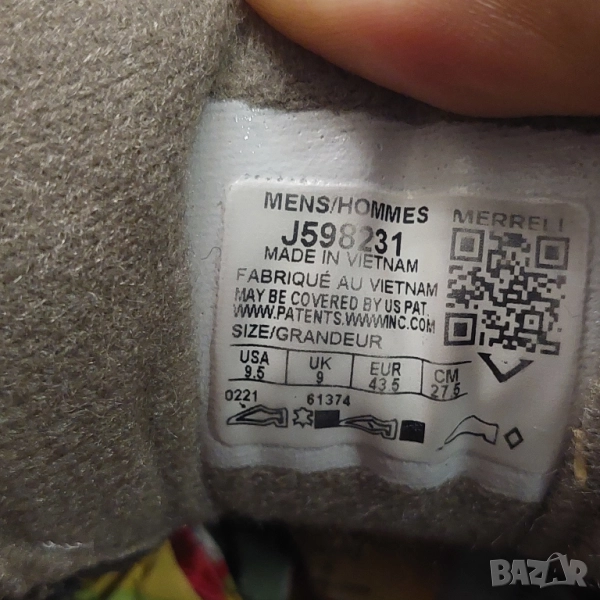 MENS/HOMMES
MERRELL
J598231
MADE IN VIETNAM
FABRIQUÉ AU VIETNAM
MAY BE COVERED BY US PAT.
WWW.PATENTS.WWWINC.COM
SIZE/GRANDEUR
USA UK EUR CM
9.5 9 43.5 27.5
0221 61374
BAZAR